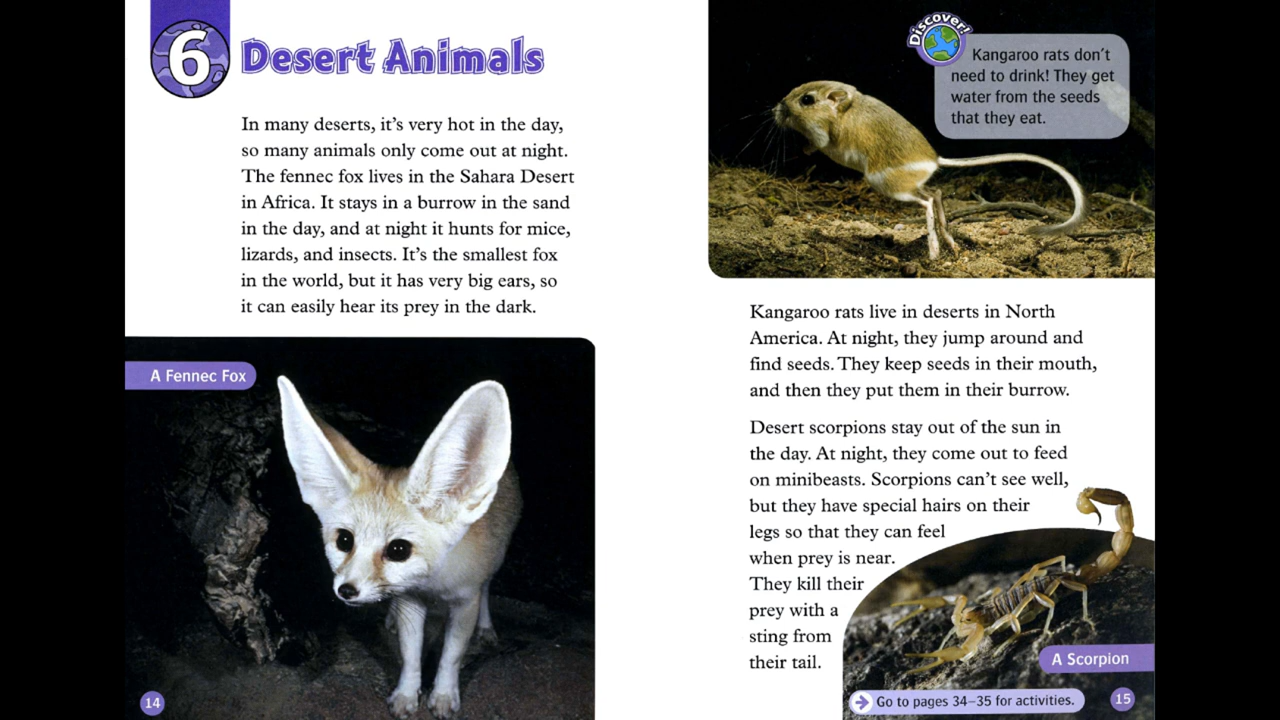 6 Desert Animals
In many deserts, it's very hot in the day,
so many animals only come out at night.
The fennec fox lives in the Sahara Desert
in Africa. It stays in a burrow in the sand
in the day, and at night it hunts for mice,
lizards, and insects. It's the smallest fox
in the world, but it has very big ears, so
it can easily hear its prey in the dark.
A Fennec Fox
14
Discover!
Kangaroo rats don't
need to drink! They get
water from the seeds
that they eat.
Kangaroo rats live in deserts in North
America. At night, they jump around and
find seeds. They keep seeds in their mouth,
and then they put them in their burrow.
Desert scorpions stay out of the sun in
the day. At night, they come out to feed
on minibeasts. Scorpions can't see well,
but they have special hairs on their
legs so that they can feel
when prey is near.
They kill their
prey with a
sting from
their tail.
A Scorpion
Go to pages 34–35 for activities.
15